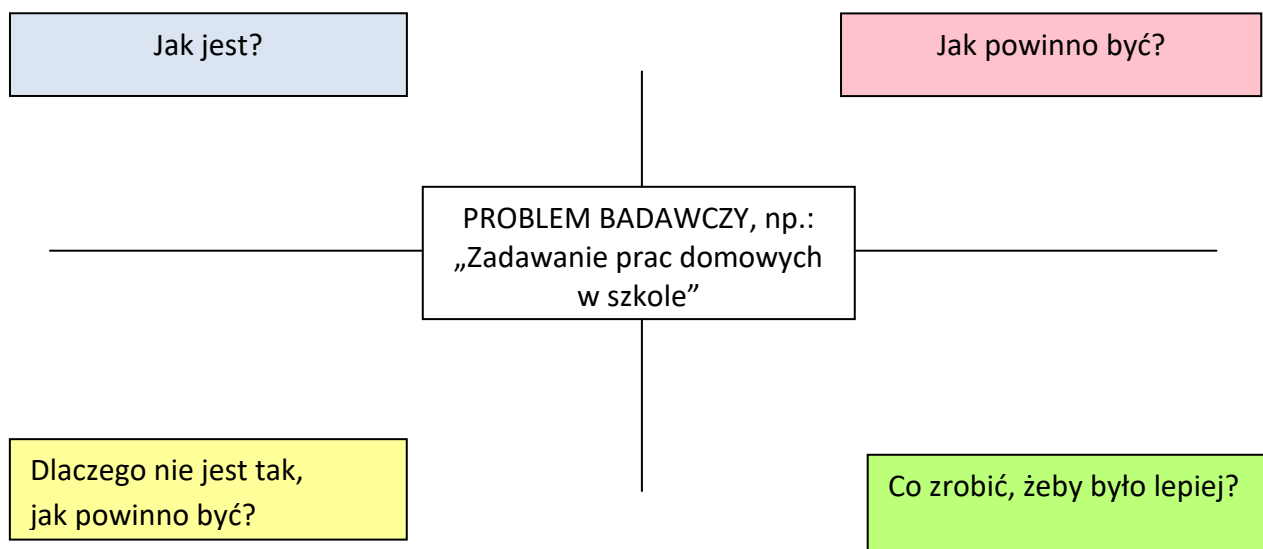 Jak jest?
Jak powinno być?
PROBLEM BADAWCZY, np.:
„Zadawanie prac domowych
w szkole”
Dlaczego nie jest tak,
jak powinno być?
Co zrobić, żeby było lepiej?